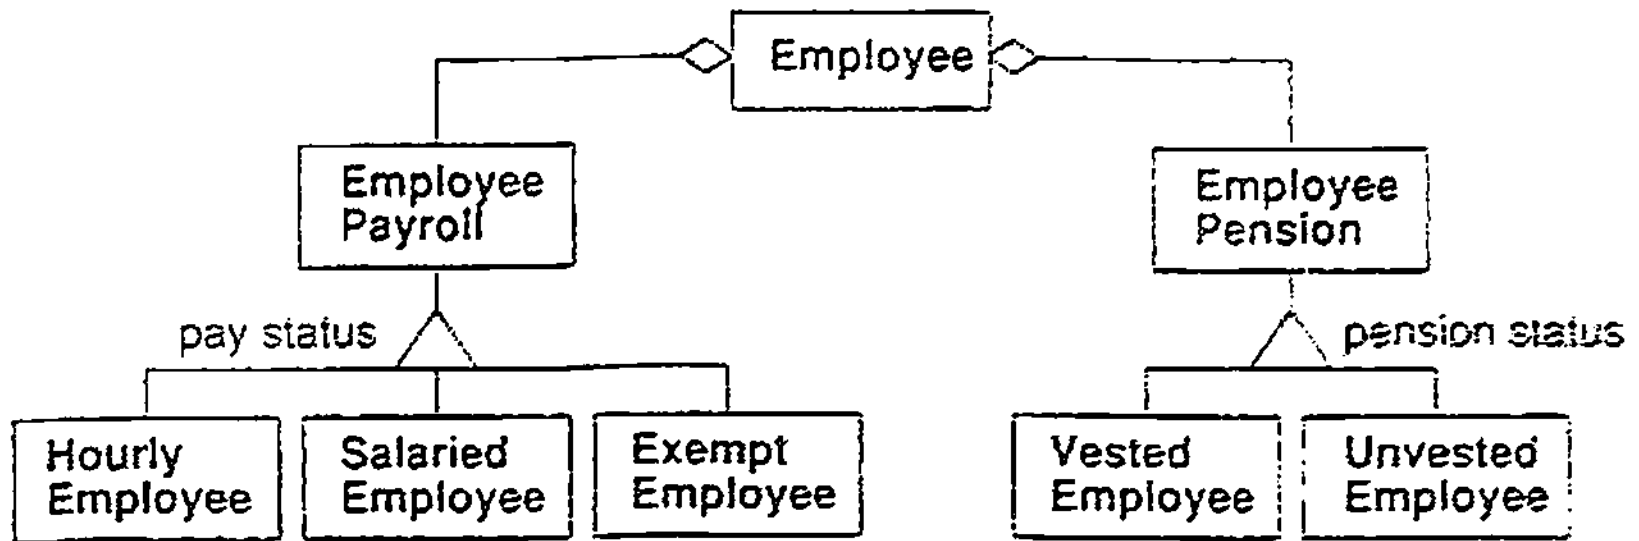 Employee
Employee
Payroll
Employee
Pension
pay status
pension status
Hourly
Employee
Salaried
Employee
Exempt
Employee
Vested
Employee
Unvested
Employee